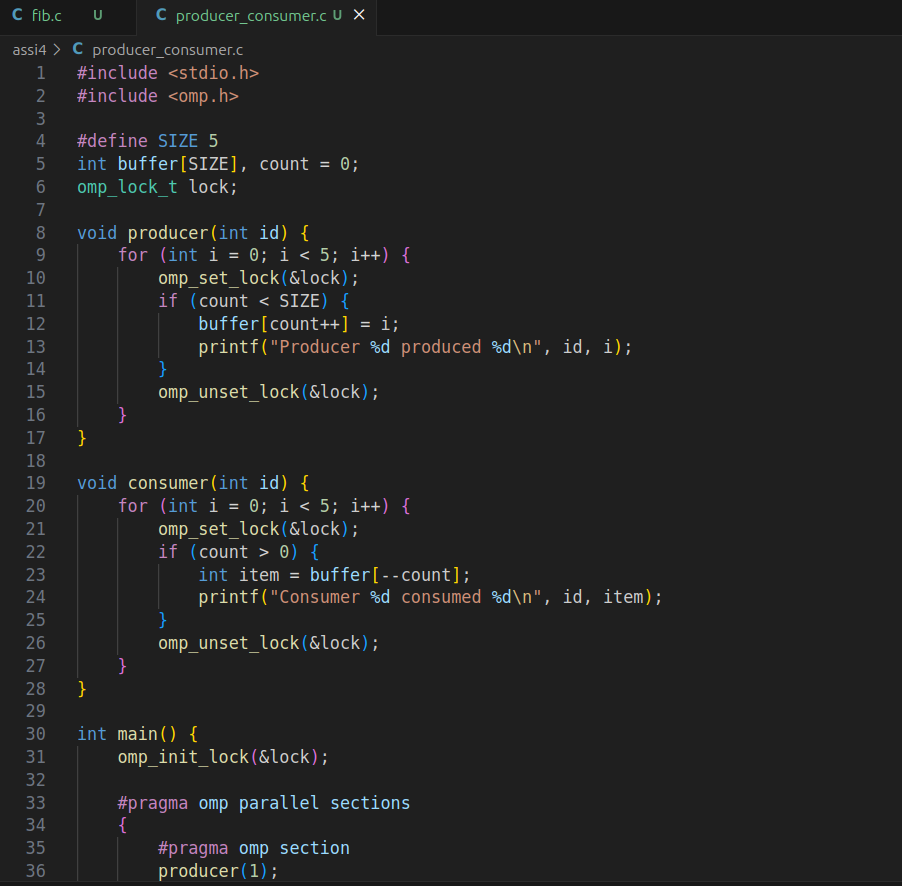 C fib.c U C producer_consumer.c U ×
assi4 > C producer_consumer.c
1 #include <stdio.h>
2 #include <omp.h>
3
4 #define SIZE 5
5 int buffer[SIZE], count = 0;
6 omp_lock_t lock;
7
8 void producer(int id) {
9     for (int i = 0; i < 5; i++) {
10         omp_set_lock(&lock);
11         if (count < SIZE) {
12             buffer[count++] = i;
13             printf("Producer %d produced %d\n", id, i);
14         }
15         omp_unset_lock(&lock);
16     }
17 }
18
19 void consumer(int id) {
20     for (int i = 0; i < 5; i++) {
21         omp_set_lock(&lock);
22         if (count > 0) {
23             int item = buffer[--count];
24             printf("Consumer %d consumed %d\n", id, item);
25         }
26         omp_unset_lock(&lock);
27     }
28 }
29
30 int main() {
31     omp_init_lock(&lock);
32
33     #pragma omp parallel sections
34     {
35         #pragma omp section
36         producer(1);